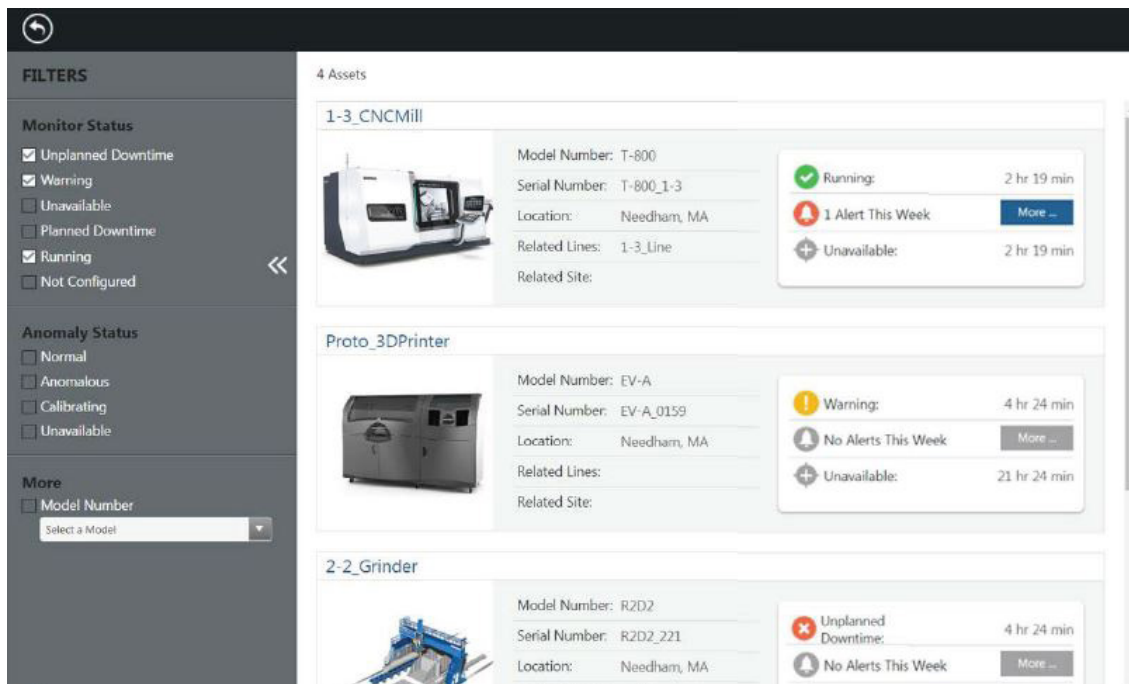 FILTERS
Monitor Status
Unplanned Downtime
Warning
Unavailable
Planned Downtime
Running
Not Configured
Anomaly Status
Normal
Anomalous
Calibrating
Unavailable
More
Model Number
Select a Model
4 Assets
1-3_CNCMill
Model Number: T-800
Serial Number: T-800_1-3
Location: Needham, MA
Related Lines: 1-3_Line
Related Site:
Running: 2 hr 19 min
1 Alert This Week More ...
Unavailable: 2 hr 19 min
Proto_3DPrinter
Model Number: EV-A
Serial Number: EV-A_0159
Location: Needham, MA
Related Lines:
Related Site:
Warning: 4 hr 24 min
No Alerts This Week More ...
Unavailable: 21 hr 24 min
2-2_Grinder
Model Number: R2D2
Serial Number: R2D2_221
Location: Needham, MA
Unplanned
Downtime: 4 hr 24 min
No Alerts This Week More ...